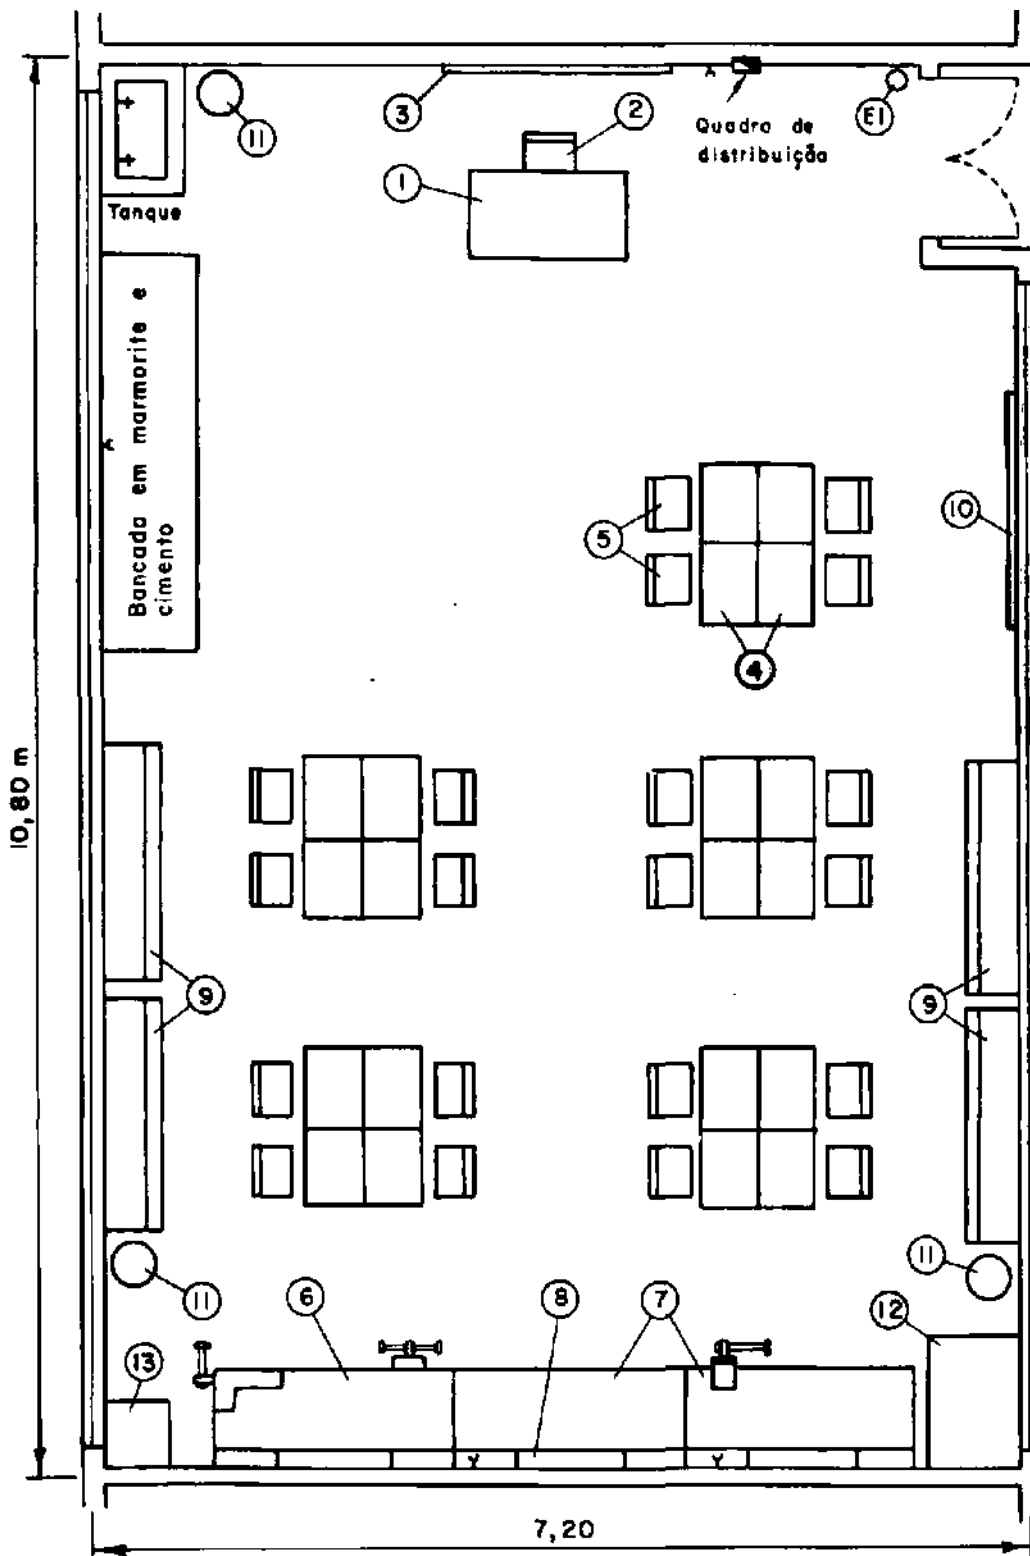 3
2
11
E1
Quadro de
distribuição
1
Tanque
Bancada em marmorite e
cimento
10
5
4
10,80 m
9
9
11
11
6
8
7
12
13
7,20